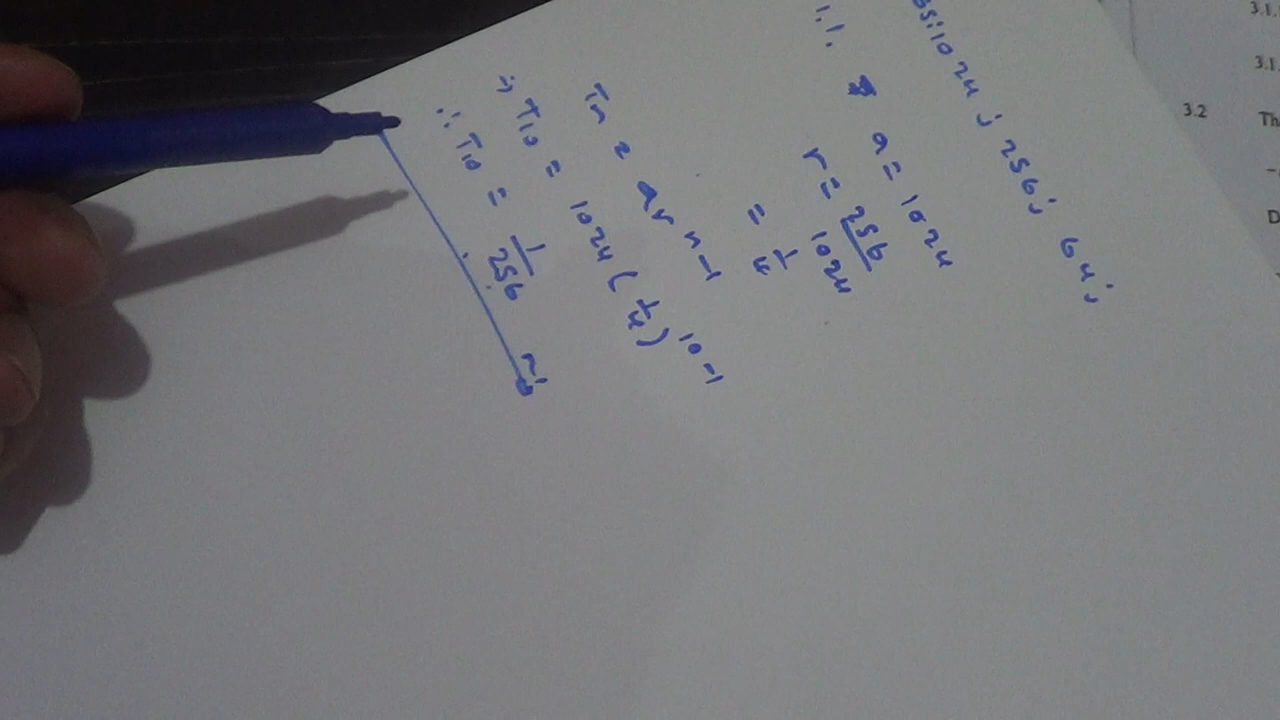 GS: 1024 ; 256 ; 64 ;
1.1. a = 1024
r = 256/1024
= 1/4
Tn = ar n-1
∴ T10 = 1024 (1/4) 10-1
∴ T10 = 1/256
3.1.
3.1.
3.2 Th
D